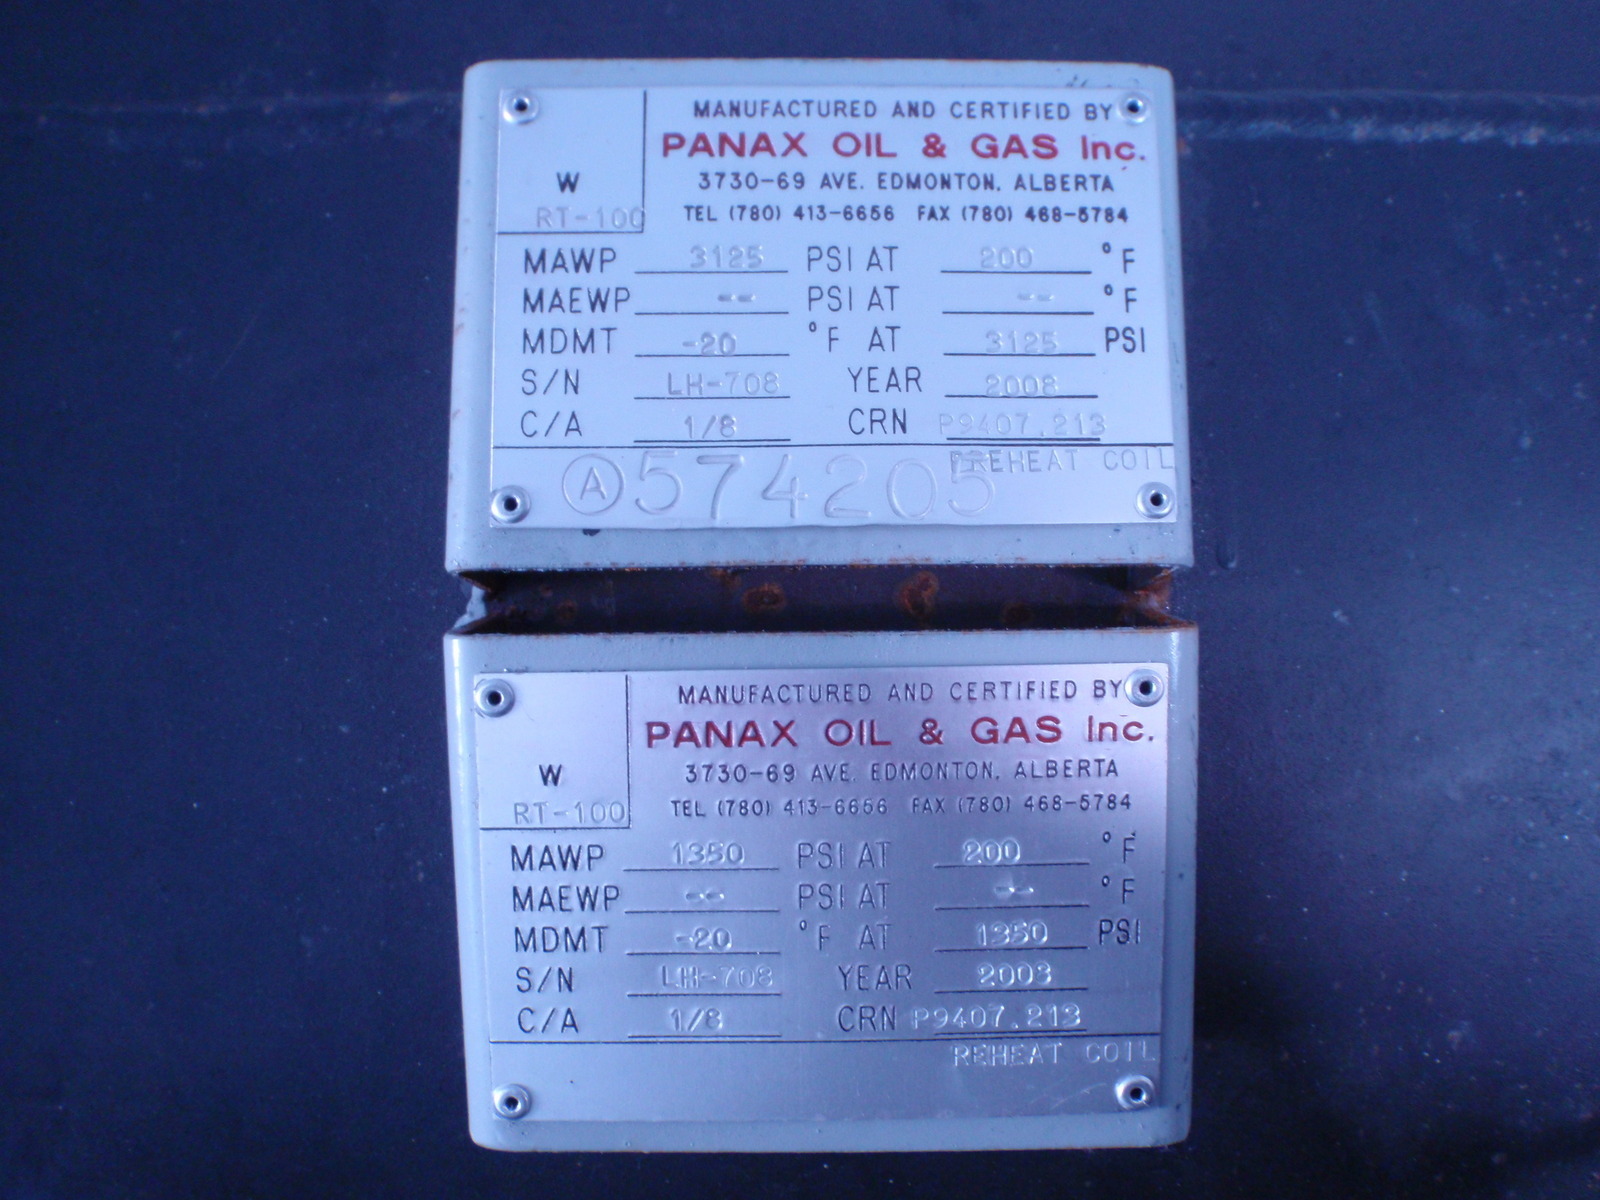 MANUFACTURED AND CERTIFIED BY
PANAX OIL & GAS Inc.
3730-69 AVE. EDMONTON, ALBERTA
TEL (780) 413-6656 FAX (780) 468-5784
W
RT-100
MAWP 3125 PSI AT 200 °F
MAEWP -- PSI AT -- °F
MDMT -20 °F AT 3125 PSI
S/N LH-708 YEAR 2008
C/A 1/8 CRN P9407.213
PREHEAT COIL
A 574205
MANUFACTURED AND CERTIFIED BY
PANAX OIL & GAS Inc.
3730-69 AVE. EDMONTON, ALBERTA
TEL (780) 413-6656 FAX (780) 468-5784
W
RT-100
MAWP 1350 PSI AT 200 °F
MAEWP -- PSI AT -- °F
MDMT -20 °F AT 1350 PSI
S/N LH-708 YEAR 2008
C/A 1/8 CRN P9407.213
REHEAT COIL